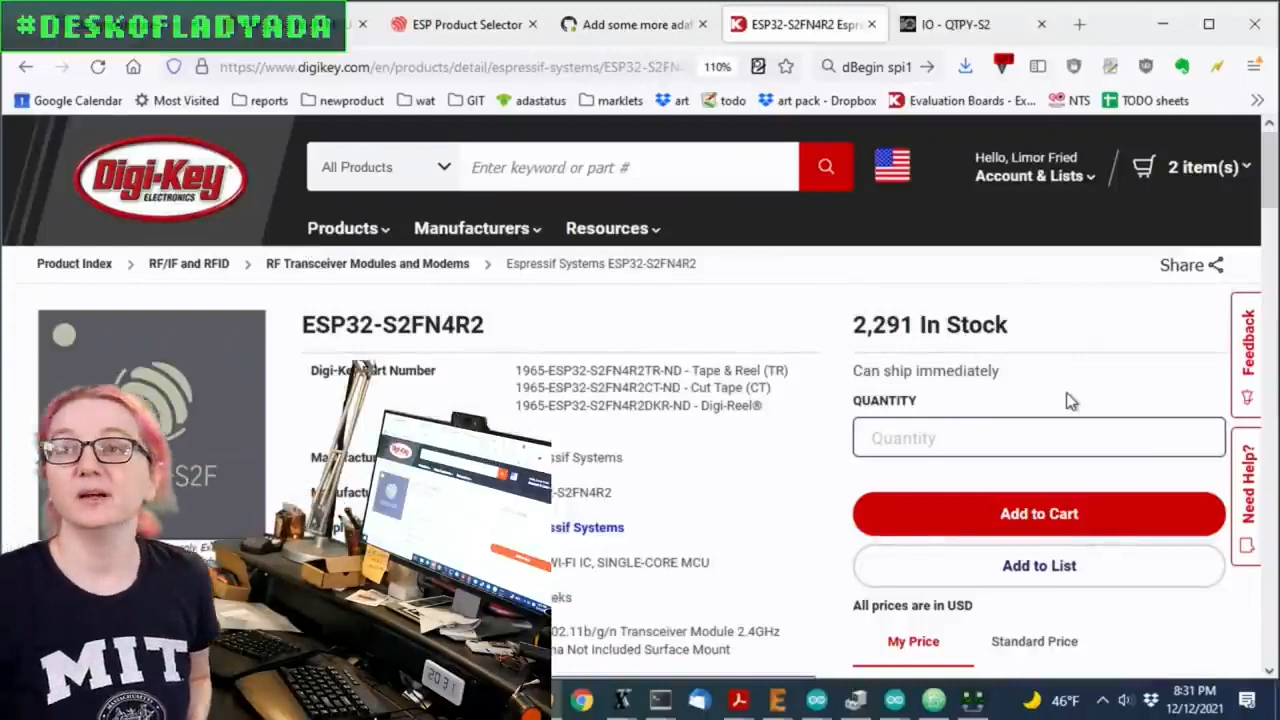 #DESKOFLADYADA
ESP Product Selector
Add some more ada
ESP32-S2FN4R2 Espre
IO - QTPY-S2
https://www.digikey.com/en/products/detail/espressif-systems/ESP32-S2FN
110%
dBegin spi1
Google Calendar
Most Visited
reports
newproduct
wat
GIT
adastatus
marklets
art
todo
art pack - Dropbox
Evaluation Boards - Ex...
NTS
TODO sheets
Digi-Key
ELECTRONICS
All Products
Enter keyword or part #
Hello, Limor Fried
Account & Lists
2 item(s)
Products
Manufacturers
Resources
Product Index
RF/IF and RFID
RF Transceiver Modules and Modems
Espressif Systems ESP32-S2FN4R2
Share
ESP32-S2FN4R2
2,291 In Stock
Can ship immediately
QUANTITY
Quantity
Add to Cart
Add to List
All prices are in USD
My Price
Standard Price
Feedback
Need Help?
Digi-Key Part Number
1965-ESP32-S2FN4R2TR-ND - Tape & Reel (TR)
1965-ESP32-S2FN4R2CT-ND - Cut Tape (CT)
1965-ESP32-S2FN4R2DKR-ND - Digi-Reel®
Manuf
ssif Systems
-S2FN4R2
ssif Systems
WI-FI IC, SINGLE-CORE MCU
eks
02.11b/g/n Transceiver Module 2.4GHz
na Not Included Surface Mount
-S2F
MIT
20:31
46°F
8:31 PM
12/12/2021